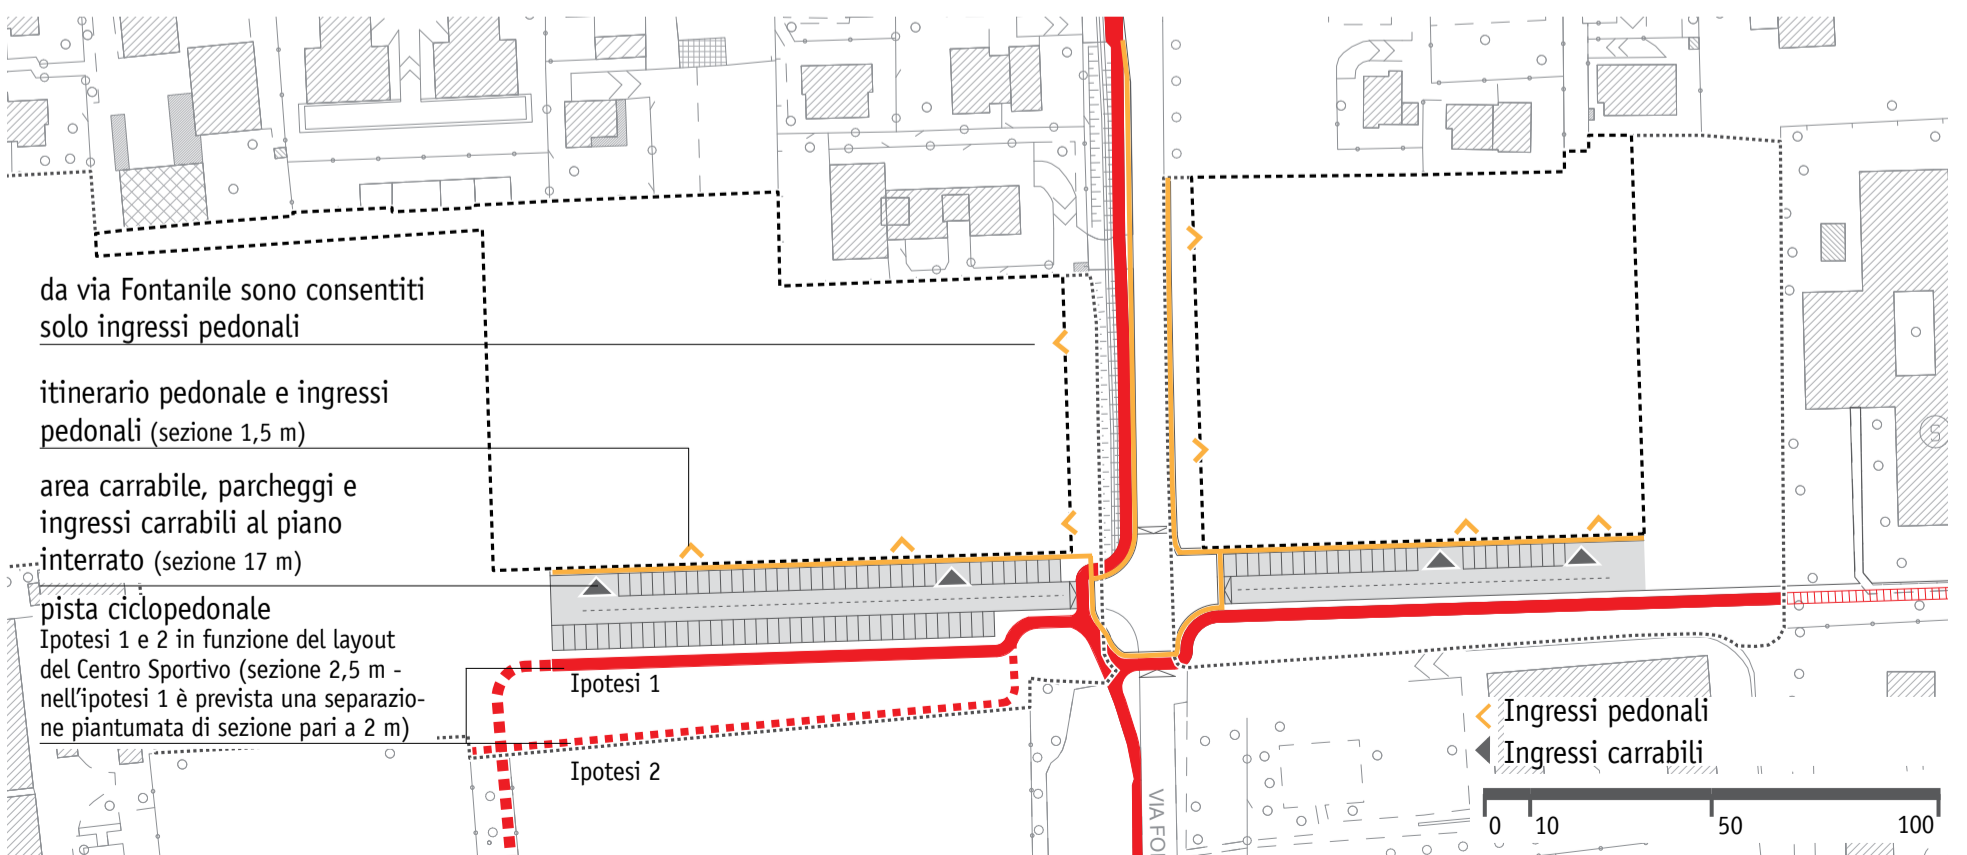 da via Fontanile sono consentiti
solo ingressi pedonali
itinerario pedonale e ingressi
pedonali (sezione 1,5 m)
area carrabile, parcheggi e
ingressi carrabili al piano
interrato (sezione 17 m)
pista ciclopedonale
Ipotesi 1 e 2 in funzione del layout
del Centro Sportivo (sezione 2,5 m -
nell'ipotesi 1 è prevista una separazio-
ne piantumata di sezione pari a 2 m)
Ipotesi 1
Ipotesi 2
VIA FO
S
Ingressi pedonali
Ingressi carrabili
0 10 50 100